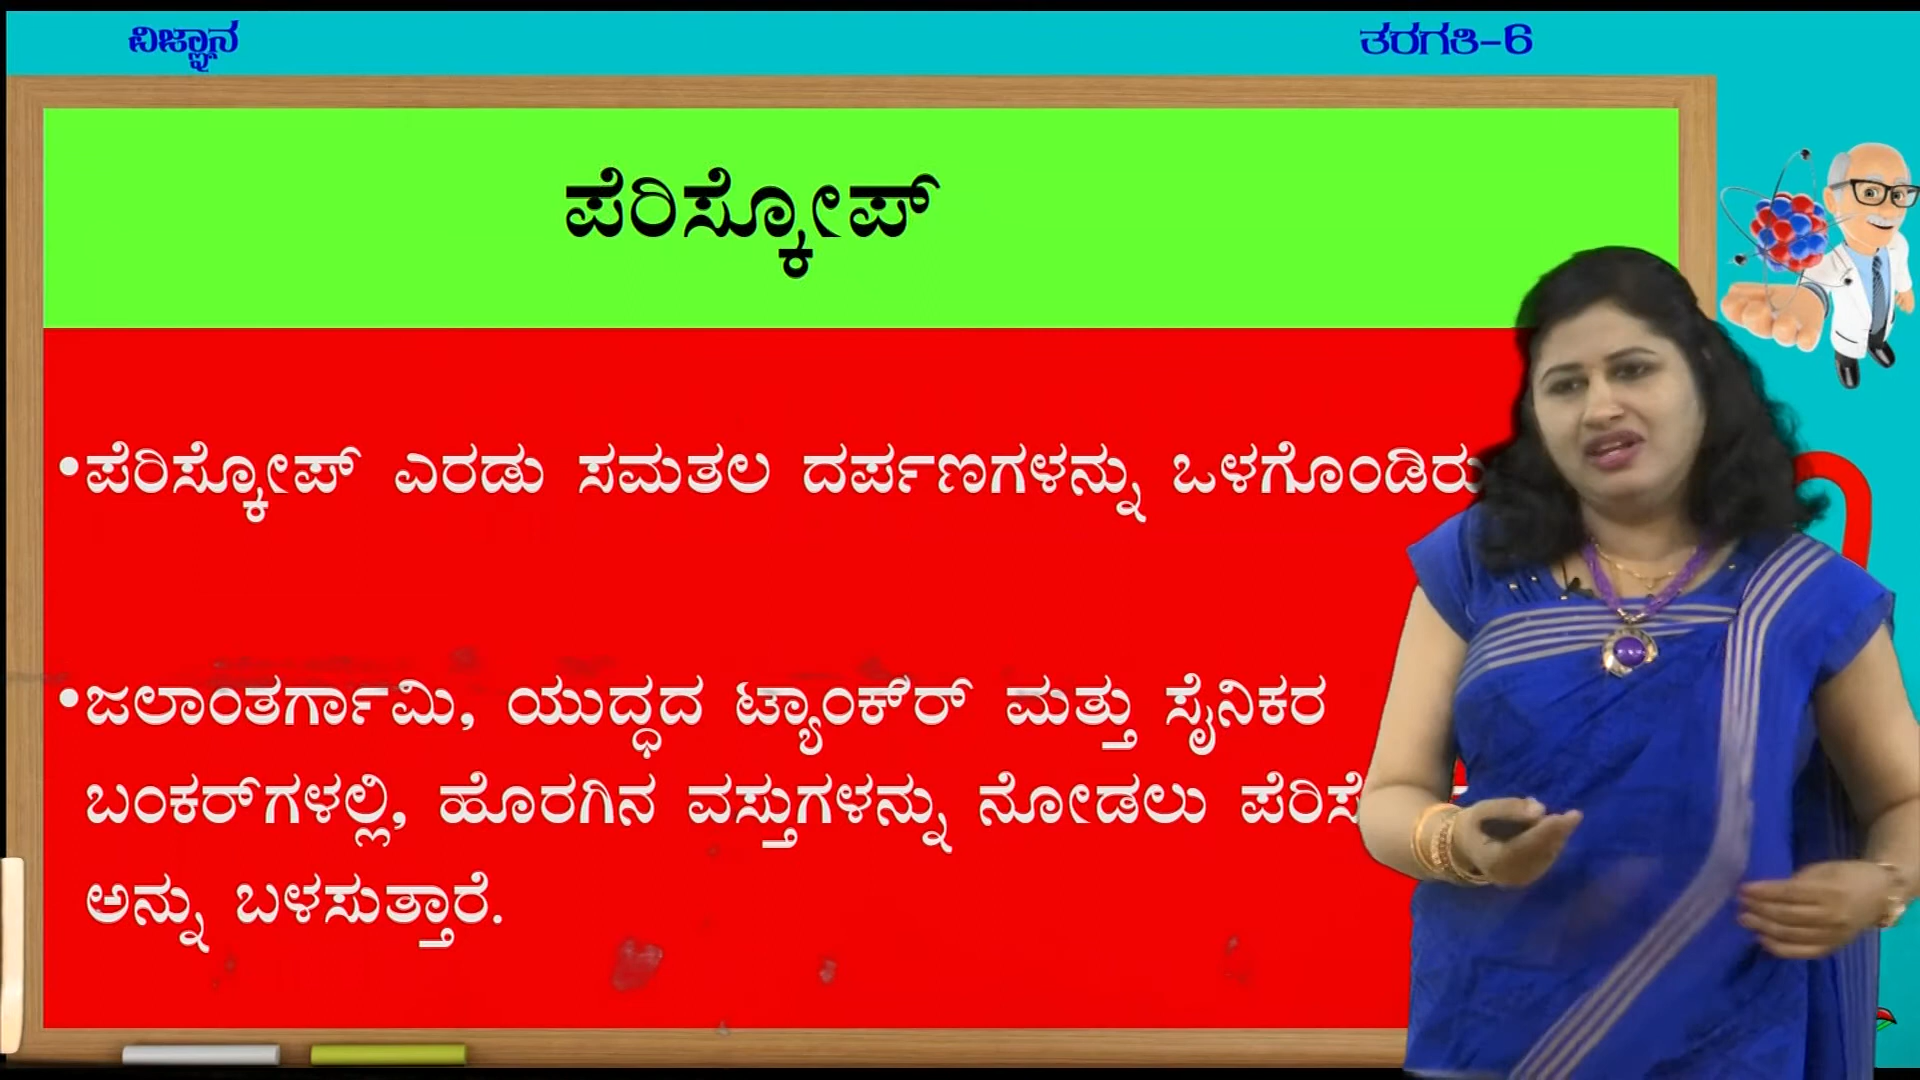 ವಿಜ್ಞಾನ
ತರಗತಿ-6
ಪೆರಿಸ್ಕೋಪ್
•ಪೆರಿಸ್ಕೋಪ್ ಎರಡು ಸಮತಲ ದರ್ಪಣಗಳನ್ನು
•ಜಲಾಂತರ್ಗಾಮಿ, ಯುದ್ಧದ ಟ್ಯಾಂಕರ್ ಮತ್ತು ಸೈನಿಕರ
ಬಂಕರ್‌ಗಳಲ್ಲಿ, ಹೊರಗಿನ ವಸ್ತುಗಳನ್ನು ನೋಡಲು
ಅನ್ನು ಬಳಸುತ್ತಾರೆ.